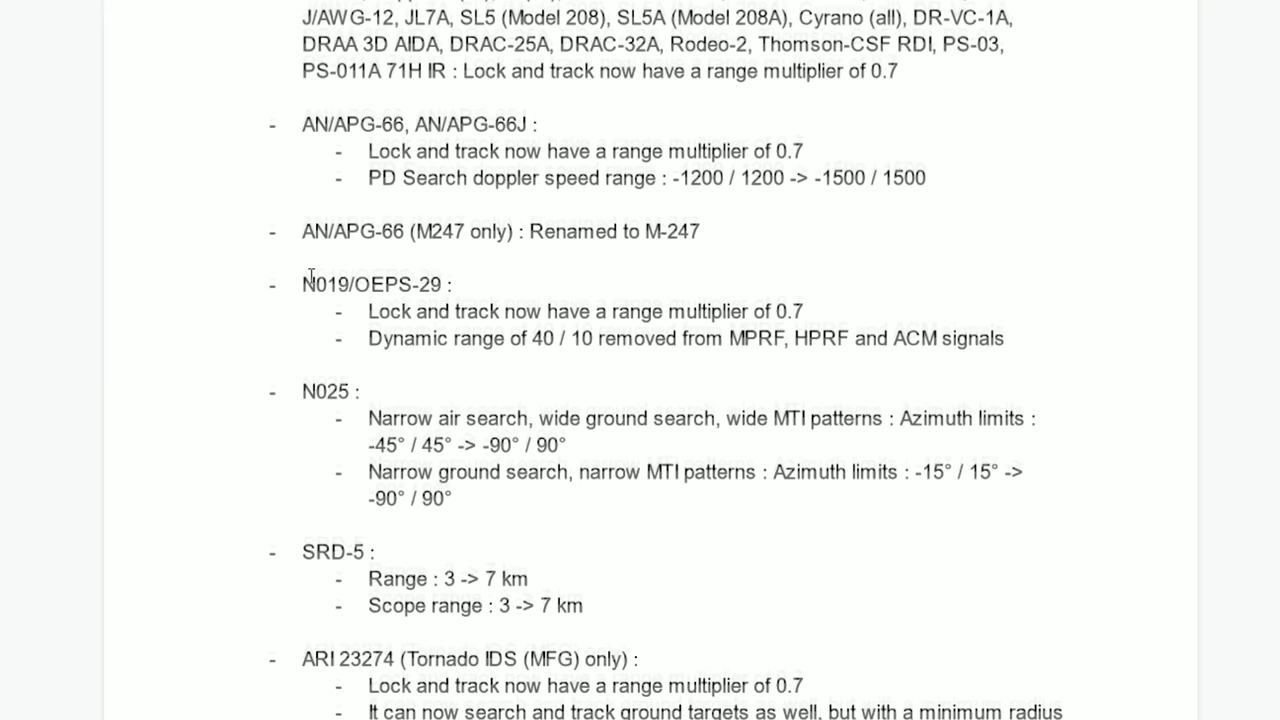 J/AWG-12, JL7A, SL5 (Model 208), SL5A (Model 208A), Cyrano (all), DR-VC-1A,
DRAA 3D AIDA, DRAC-25A, DRAC-32A, Rodeo-2, Thomson-CSF RDI, PS-03,
PS-011A 71H IR : Lock and track now have a range multiplier of 0.7
- AN/APG-66, AN/APG-66J :
- Lock and track now have a range multiplier of 0.7
- PD Search doppler speed range : -1200 / 1200 -> -1500 / 1500
- AN/APG-66 (M247 only) : Renamed to M-247
- N019/OEPS-29 :
- Lock and track now have a range multiplier of 0.7
- Dynamic range of 40 / 10 removed from MPRF, HPRF and ACM signals
- N025 :
- Narrow air search, wide ground search, wide MTI patterns : Azimuth limits :
-45° / 45° -> -90° / 90°
- Narrow ground search, narrow MTI patterns : Azimuth limits : -15° / 15° ->
-90° / 90°
- SRD-5 :
- Range : 3 -> 7 km
- Scope range : 3 -> 7 km
- ARI 23274 (Tornado IDS (MFG) only) :
- Lock and track now have a range multiplier of 0.7
- It can now search and track ground targets as well, but with a minimum radius